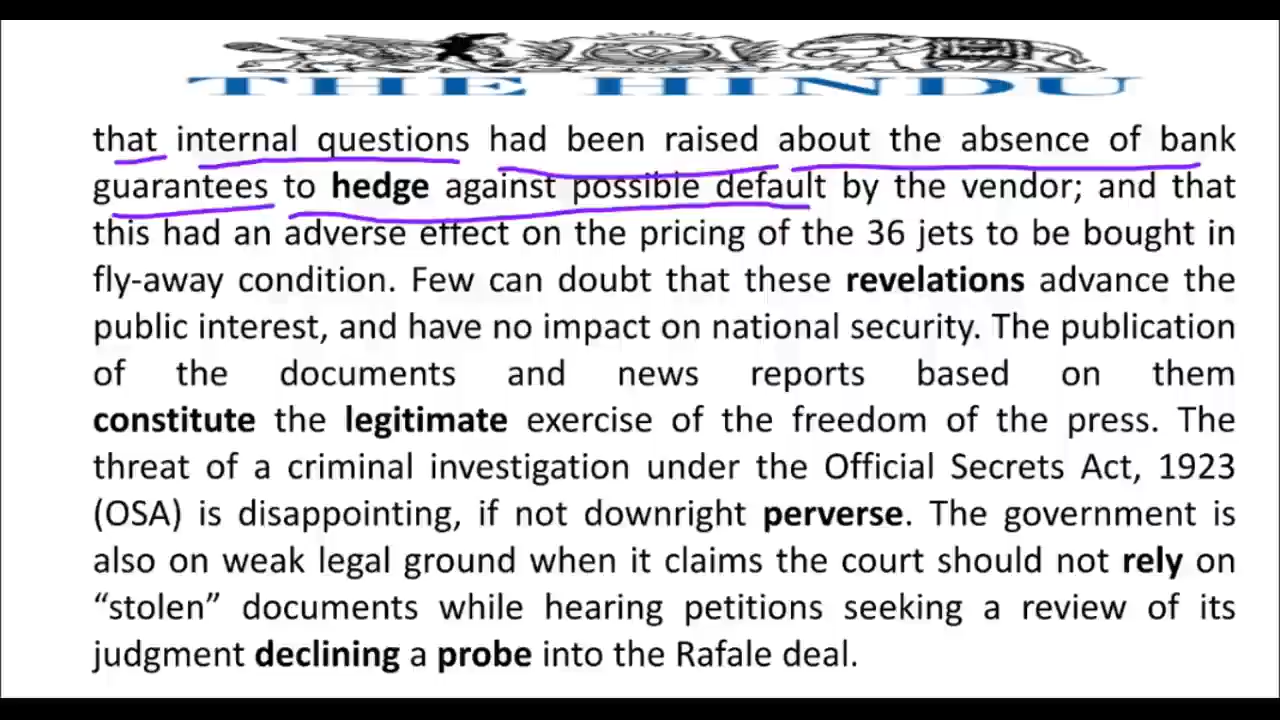 THE HINDU
that internal questions had been raised about the absence of bank
guarantees to hedge against possible default by the vendor; and that
this had an adverse effect on the pricing of the 36 jets to be bought in
fly-away condition. Few can doubt that these revelations advance the
public interest, and have no impact on national security. The publication
of the documents and news reports based on them
constitute the legitimate exercise of the freedom of the press. The
threat of a criminal investigation under the Official Secrets Act, 1923
(OSA) is disappointing, if not downright perverse. The government is
also on weak legal ground when it claims the court should not rely on
“stolen” documents while hearing petitions seeking a review of its
judgment declining a probe into the Rafale deal.